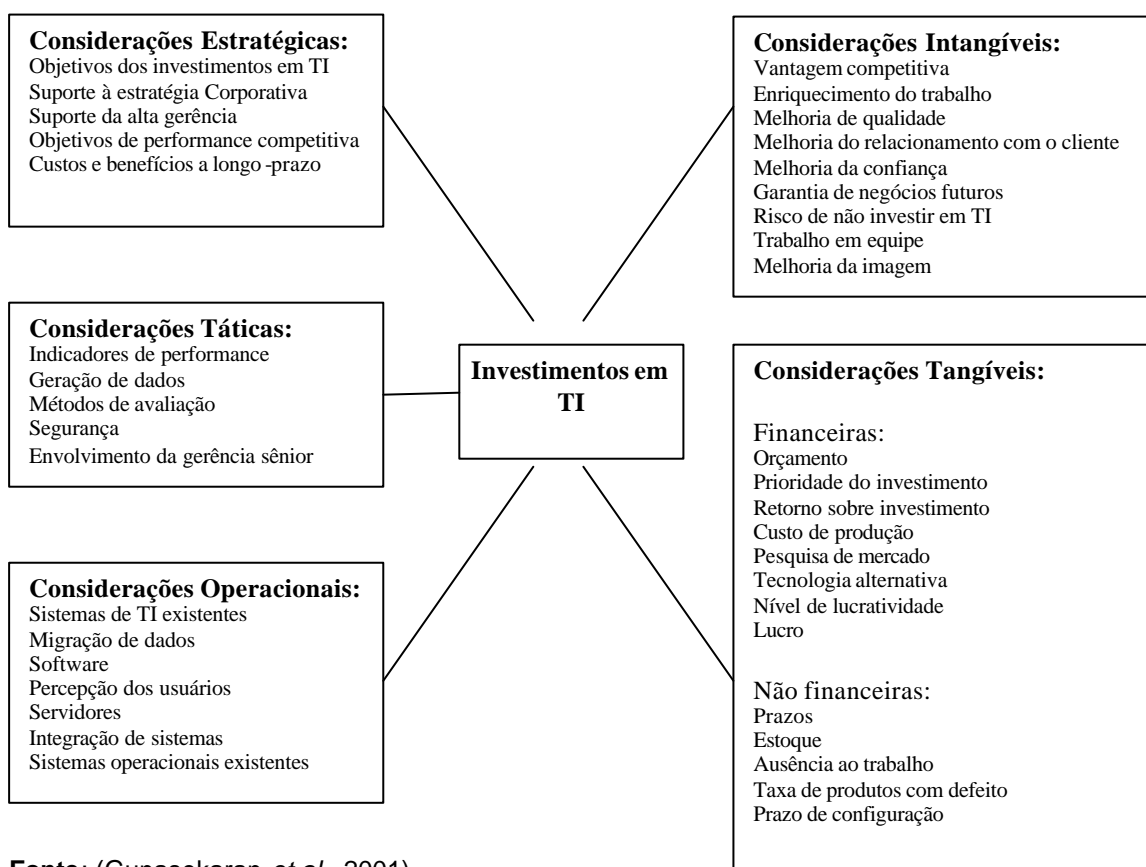 Considerações Estratégicas:
Objetivos dos investimentos em TI
Suporte à estratégia Corporativa
Suporte da alta gerência
Objetivos de performance competitiva
Custos e benefícios a longo -prazo
Considerações Intangíveis:
Vantagem competitiva
Enriquecimento do trabalho
Melhoria de qualidade
Melhoria do relacionamento com o cliente
Melhoria da confiança
Garantia de negócios futuros
Risco de não investir em TI
Trabalho em equipe
Melhoria da imagem
Considerações Táticas:
Indicadores de performance
Geração de dados
Métodos de avaliação
Segurança
Envolvimento da gerência sênior
Investimentos em
TI
Considerações Tangíveis:
Financeiras:
Orçamento
Prioridade do investimento
Retorno sobre investimento
Custo de produção
Pesquisa de mercado
Tecnologia alternativa
Nível de lucratividade
Lucro
Não financeiras:
Prazos
Estoque
Ausência ao trabalho
Taxa de produtos com defeito
Prazo de configuração
Considerações Operacionais:
Sistemas de TI existentes
Migração de dados
Software
Percepção dos usuários
Servidores
Integração de sistemas
Sistemas operacionais existentes
Fonte: (Gunasekaran et al., 2001)